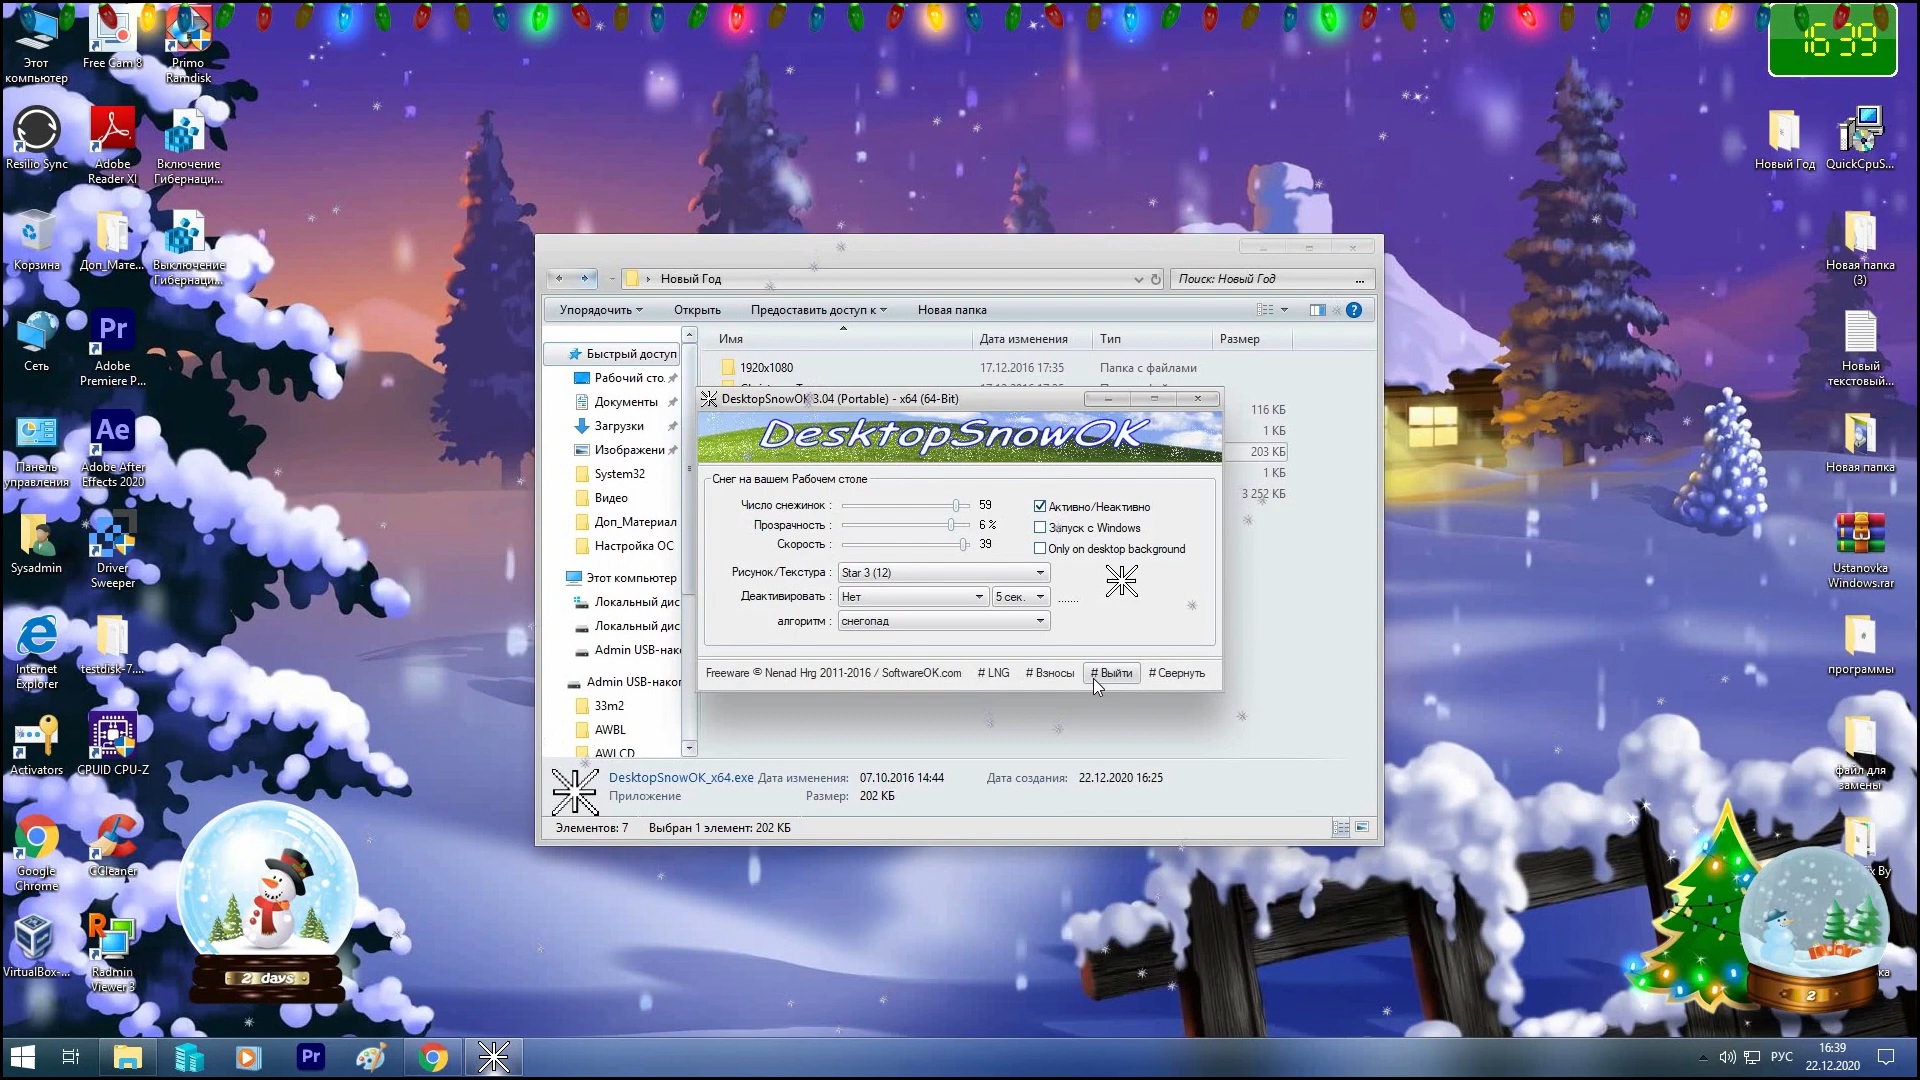 Этот
компьютер
Free Cam 8
Primo
Ramdisk
16 39
Resilio Sync
Adobe
Reader XI
Включение
Гибернаци...
Новый Год
QuickCpuS...
Корзина
Доп_Мате...
Выключение
Гибернаци...
Новая папка
(3)
Сеть
Pr
Adobe
Premiere P...
Новый
текстовый...
Панель
управления
Ae
Adobe After
Effects 2020
Новая папка
Sysadmin
Driver
Sweeper
Ustanovka
Windows.rar
Internet
Explorer
testdisk-7....
программы
Activators
CPUID CPU-Z
файл для
замены
Google
Chrome
CCleaner
VirtualBox-...
Radmin
Viewer 3
2 days
2
Новый Год
Поиск: Новый Год
...
Упорядочить
Открыть
Предоставить доступ к
Новая папка
Имя
Дата изменения
Тип
Размер
Быстрый доступ
Рабочий сто
Документы
Загрузки
Изображени
System32
Видео
Доп_Материал
Настройка ОС
Этот компьютер
Локальный дис
Локальный дис
Admin USB-нак
Admin USB-накоп
33m2
AWBL
AWLCD
1920x1080
17.12.2016 17:35
Папка с файлами
116 КБ
1 КБ
203 КБ
1 КБ
3 252 КБ
DesktopSnowOK 3.04 (Portable) - x64 (64-Bit)
DesktopSnowOK
Снег на вашем Рабочем столе
Число снежинок : 59
Прозрачность : 6 %
Скорость : 39
Активно/Неактивно
Запуск с Windows
Only on desktop background
Рисунок/Текстура : Star 3 (12)
Деактивировать : Нет 5 сек. .......
алгоритм : снегопад
Freeware © Nenad Hrg 2011-2016 / SoftwareOK.com # LNG # Взносы # Выйти # Свернуть
DesktopSnowOK_x64.exe Дата изменения: 07.10.2016 14:44 Дата создания: 22.12.2020 16:25
Приложение Размер: 202 КБ
Элементов: 7 Выбран 1 элемент: 202 КБ
Pr
РУС
16:39
22.12.2020